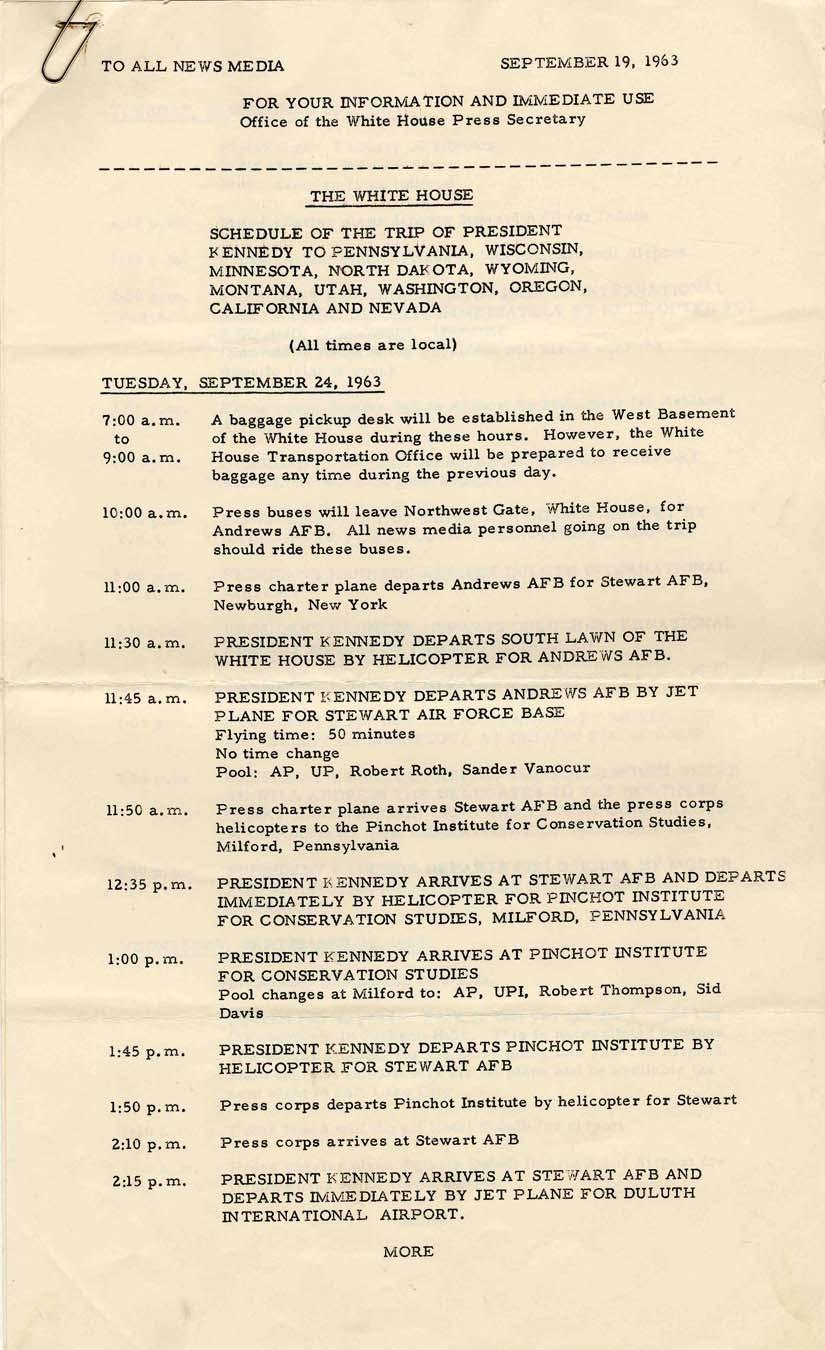 TO ALL NEWS MEDIA SEPTEMBER 19, 1963
FOR YOUR INFORMATION AND IMMEDIATE USE
Office of the White House Press Secretary
THE WHITE HOUSE
SCHEDULE OF THE TRIP OF PRESIDENT
KENNEDY TO PENNSYLVANIA, WISCONSIN,
MINNESOTA, NORTH DAKOTA, WYOMING,
MONTANA, UTAH, WASHINGTON, OREGON,
CALIFORNIA AND NEVADA
(All times are local)
TUESDAY, SEPTEMBER 24, 1963
7:00 a.m. A baggage pickup desk will be established in the West Basement
to of the White House during these hours. However, the White
9:00 a.m. House Transportation Office will be prepared to receive
baggage any time during the previous day.
10:00 a.m. Press buses will leave Northwest Gate, White House, for
Andrews AFB. All news media personnel going on the trip
should ride these buses.
11:00 a.m. Press charter plane departs Andrews AFB for Stewart AFB,
Newburgh, New York
11:30 a.m. PRESIDENT KENNEDY DEPARTS SOUTH LAWN OF THE
WHITE HOUSE BY HELICOPTER FOR ANDREWS AFB.
11:45 a.m. PRESIDENT KENNEDY DEPARTS ANDREWS AFB BY JET
PLANE FOR STEWART AIR FORCE BASE
Flying time: 50 minutes
No time change
Pool: AP, UP, Robert Roth, Sander Vanocur
11:50 a.m. Press charter plane arrives Stewart AFB and the press corps
helicopters to the Pinchot Institute for Conservation Studies,
Milford, Pennsylvania
12:35 p.m. PRESIDENT KENNEDY ARRIVES AT STEWART AFB AND DEPARTS
IMMEDIATELY BY HELICOPTER FOR PINCHOT INSTITUTE
FOR CONSERVATION STUDIES, MILFORD, PENNSYLVANIA
1:00 p.m. PRESIDENT KENNEDY ARRIVES AT PINCHOT INSTITUTE
FOR CONSERVATION STUDIES
Pool changes at Milford to: AP, UPI, Robert Thompson, Sid
Davis
1:45 p.m. PRESIDENT KENNEDY DEPARTS PINCHOT INSTITUTE BY
HELICOPTER FOR STEWART AFB
1:50 p.m. Press corps departs Pinchot Institute by helicopter for Stewart
2:10 p.m. Press corps arrives at Stewart AFB
2:15 p.m. PRESIDENT KENNEDY ARRIVES AT STEWART AFB AND
DEPARTS IMMEDIATELY BY JET PLANE FOR DULUTH
INTERNATIONAL AIRPORT.
MORE